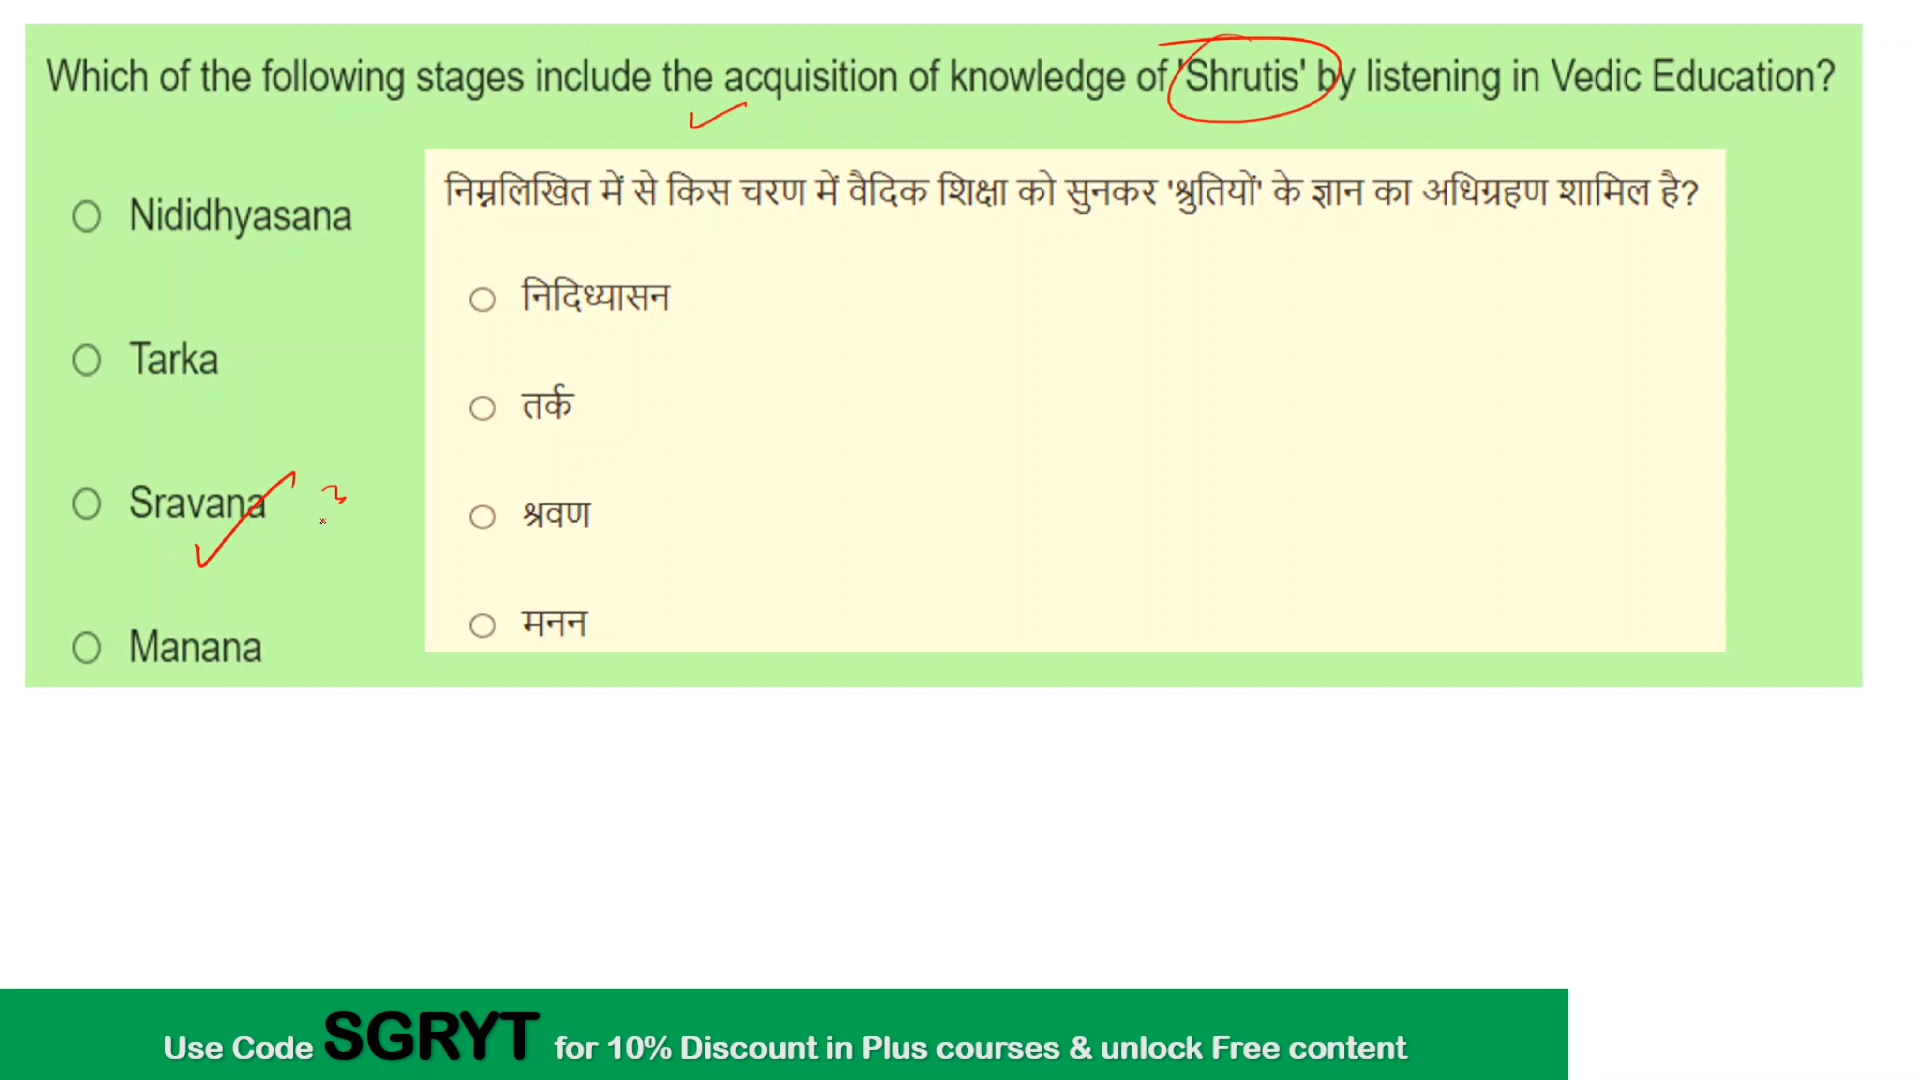 Which of the following stages include the acquisition of knowledge of 'Shrutis' by listening in Vedic Education?
Nididhyasana
Tarka
Sravana
Manana
निम्नलिखित में से किस चरण में वैदिक शिक्षा को सुनकर 'श्रुतियों' के ज्ञान का अधिग्रहण शामिल है?
निदिध्यासन
तर्क
श्रवण
मनन
Use Code SGRYT for 10% Discount in Plus courses & unlock Free content